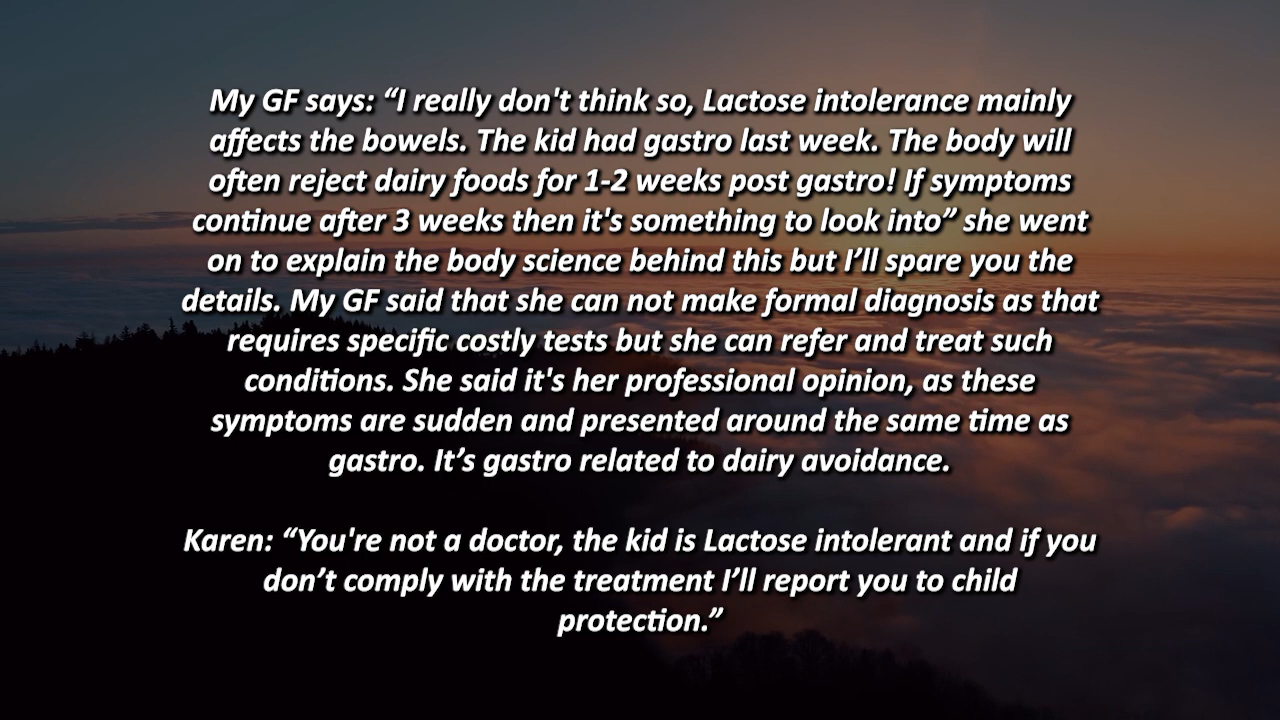 My GF says: “I really don't think so, Lactose intolerance mainly
affects the bowels. The kid had gastro last week. The body will
often reject dairy foods for 1-2 weeks post gastro! If symptoms
continue after 3 weeks then it's something to look into” she went
on to explain the body science behind this but I’ll spare you the
details. My GF said that she can not make formal diagnosis as that
requires specific costly tests but she can refer and treat such
conditions. She said it's her professional opinion, as these
symptoms are sudden and presented around the same time as
gastro. It’s gastro related to dairy avoidance.
Karen: “You're not a doctor, the kid is Lactose intolerant and if you
don’t comply with the treatment I’ll report you to child
protection.”